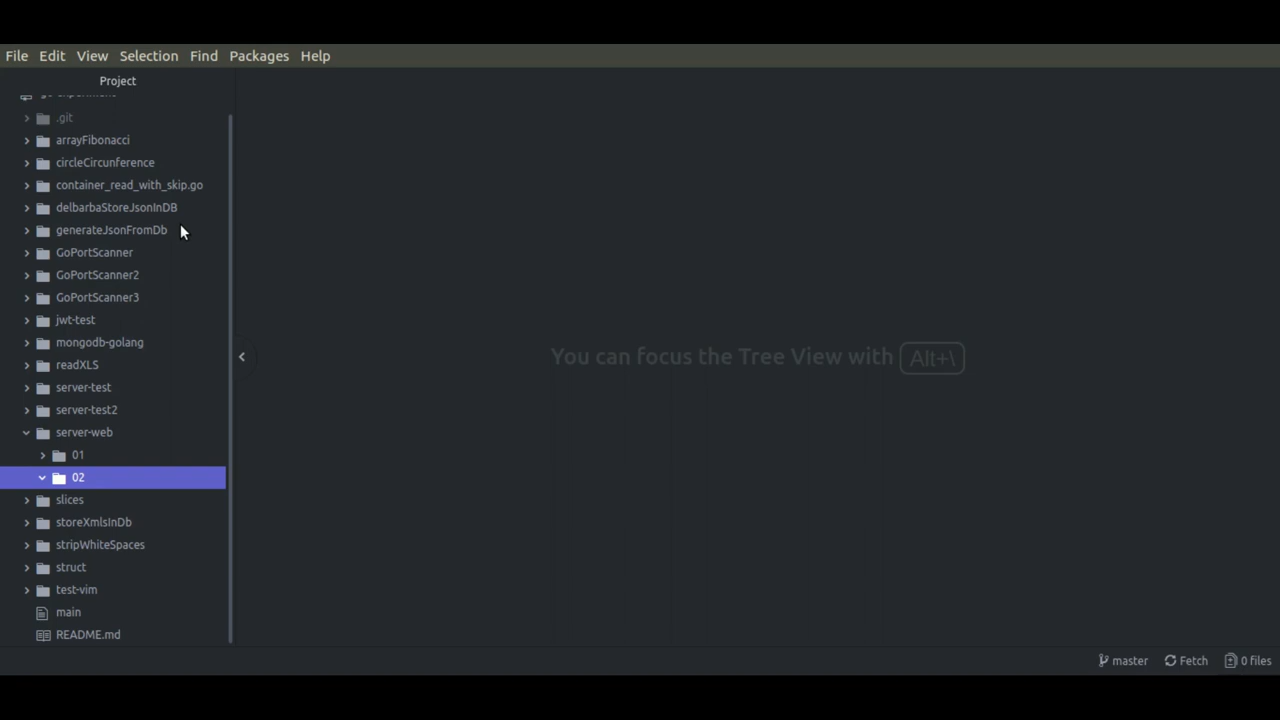 File Edit View Selection Find Packages Help
Project
.git
arrayFibonacci
circleCircunference
container_read_with_skip.go
delbarbaStoreJsonInDB
generateJsonFromDb
GoPortScanner
GoPortScanner2
GoPortScanner3
jwt-test
mongodb-golang
readXLS
server-test
server-test2
server-web
01
02
slices
storeXmlsInDb
stripWhiteSpaces
struct
test-vim
main
README.md
You can focus the Tree View with Alt+\
master Fetch 0 files